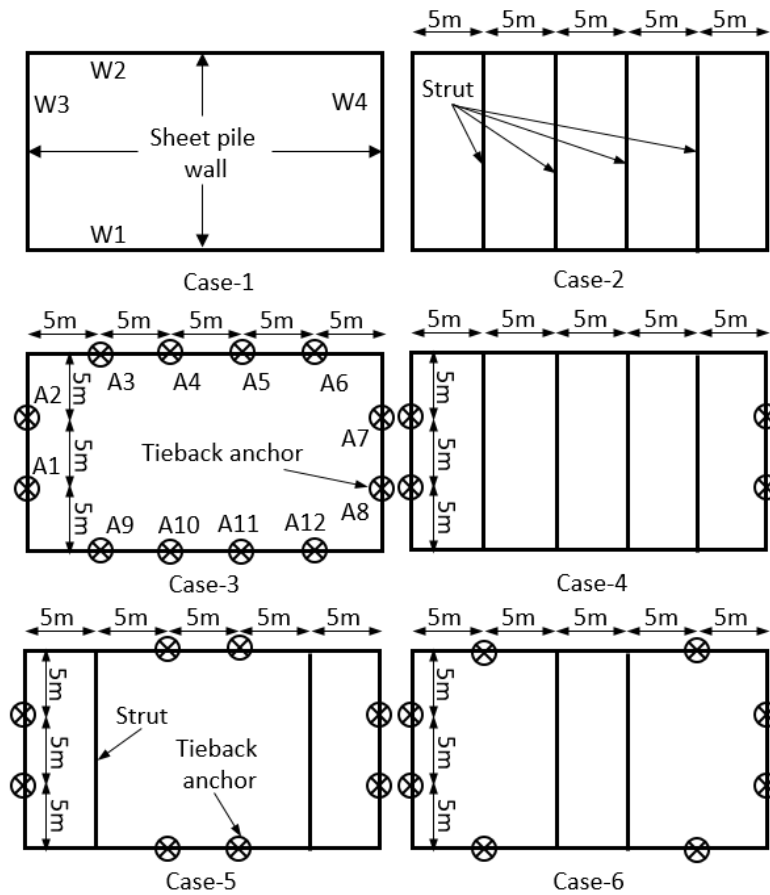 W2
W3
W4
Sheet pile
wall
W1
Case-1
5m 5m 5m 5m 5m
Strut
Case-2
5m 5m 5m 5m 5m
A3 A4 A5 A6
A2
5m
A7
A1
5m
Tieback anchor
5m
A8
A9 A10 A11 A12
Case-3
5m 5m 5m 5m 5m
5m
5m
5m
Case-4
5m 5m 5m 5m 5m
5m
Strut
5m
Tieback
anchor
5m
Case-5
5m 5m 5m 5m 5m
5m
5m
5m
Case-6